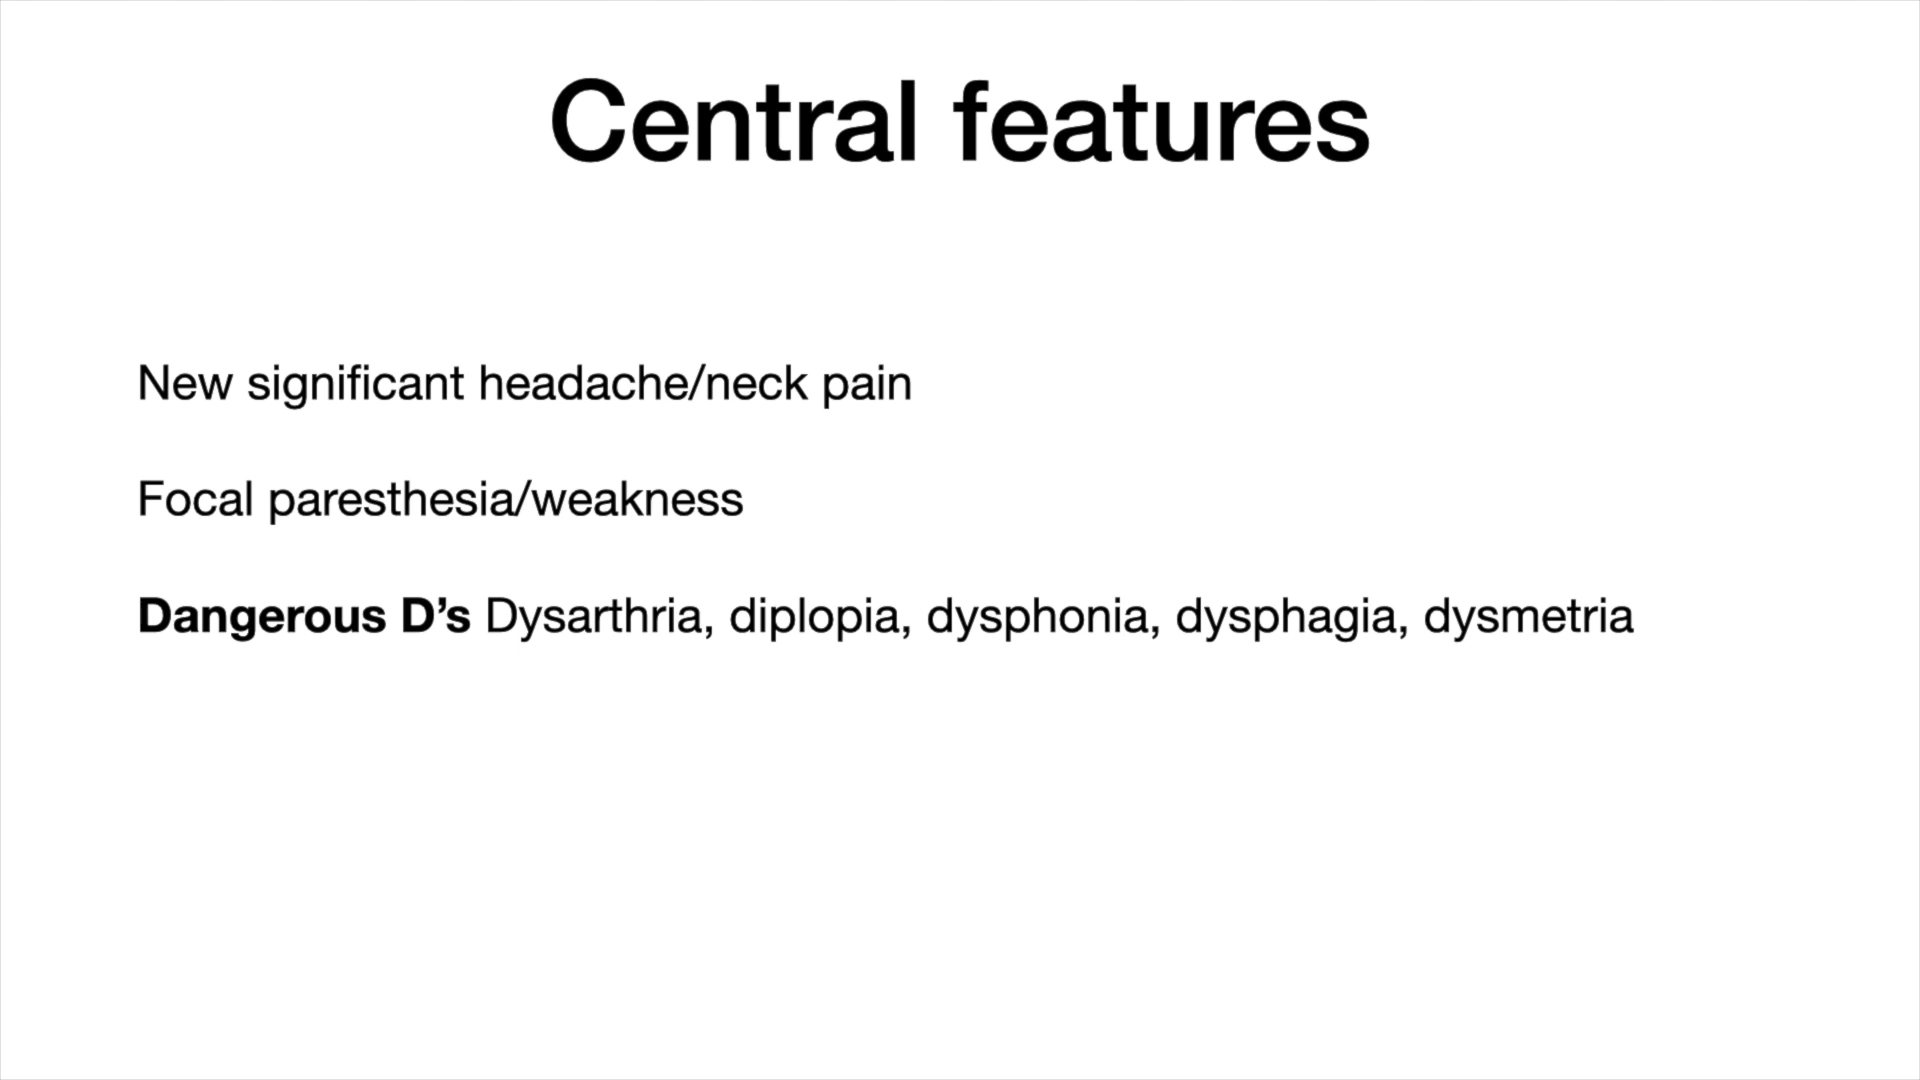 Central features
New significant headache/neck pain
Focal paresthesia/weakness
Dangerous D’s Dysarthria, diplopia, dysphonia, dysphagia, dysmetria